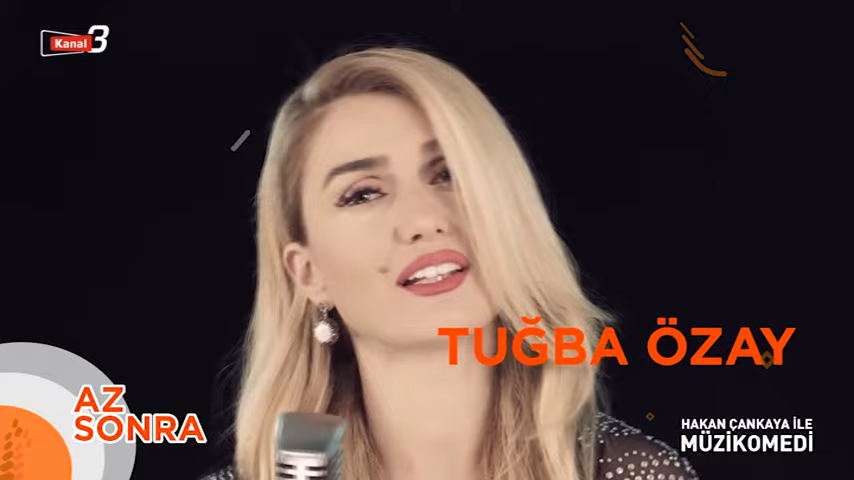 Kanal 3
TUĞBA ÖZAY
AZ
SONRA
HAKAN ÇANKAYA İLE
MÜZİKOMEDİ